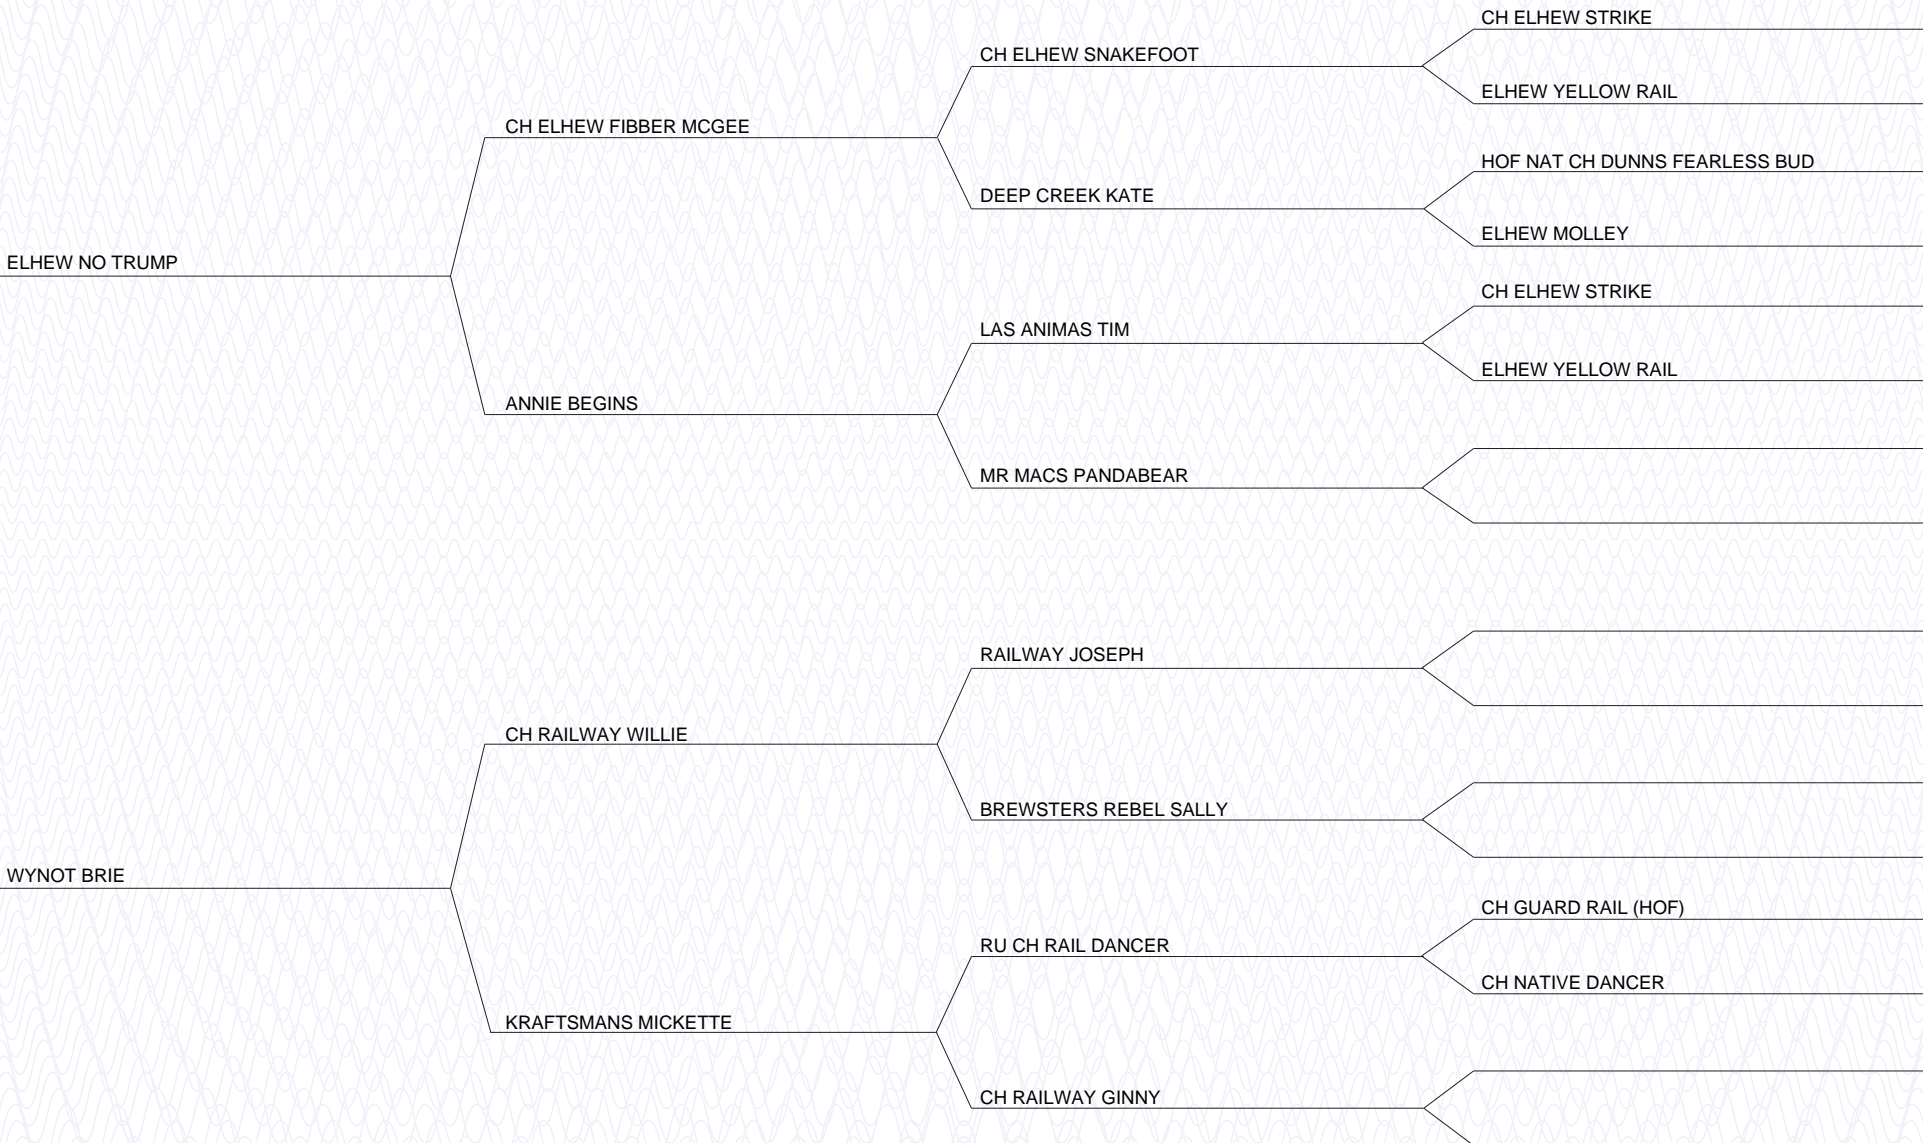 CH ELHEW STRIKE
CH ELHEW SNAKEFOOT
ELHEW YELLOW RAIL
CH ELHEW FIBBER MCGEE
HOF NAT CH DUNNS FEARLESS BUD
DEEP CREEK KATE
ELHEW MOLLEY
ELHEW NO TRUMP
CH ELHEW STRIKE
LAS ANIMAS TIM
ELHEW YELLOW RAIL
ANNIE BEGINS
MR MACS PANDABEAR
RAILWAY JOSEPH
CH RAILWAY WILLIE
BREWSTERS REBEL SALLY
WYNOT BRIE
CH GUARD RAIL (HOF)
RU CH RAIL DANCER
CH NATIVE DANCER
KRAFTSMANS MICKETTE
CH RAILWAY GINNY